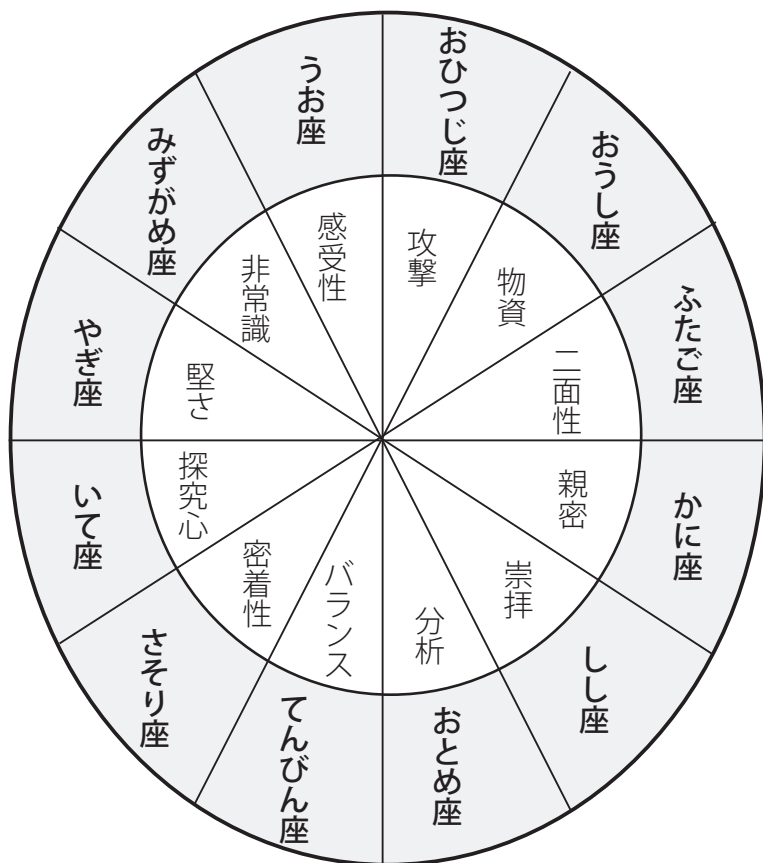 おひつじ座
攻撃
おうし座
物資
ふたご座
二面性
かに座
親密
しし座
崇拝
おとめ座
分析
てんびん座
バランス
さそり座
密着性
いて座
探究心
やぎ座
堅さ
みずがめ座
非常識
うお座
感受性